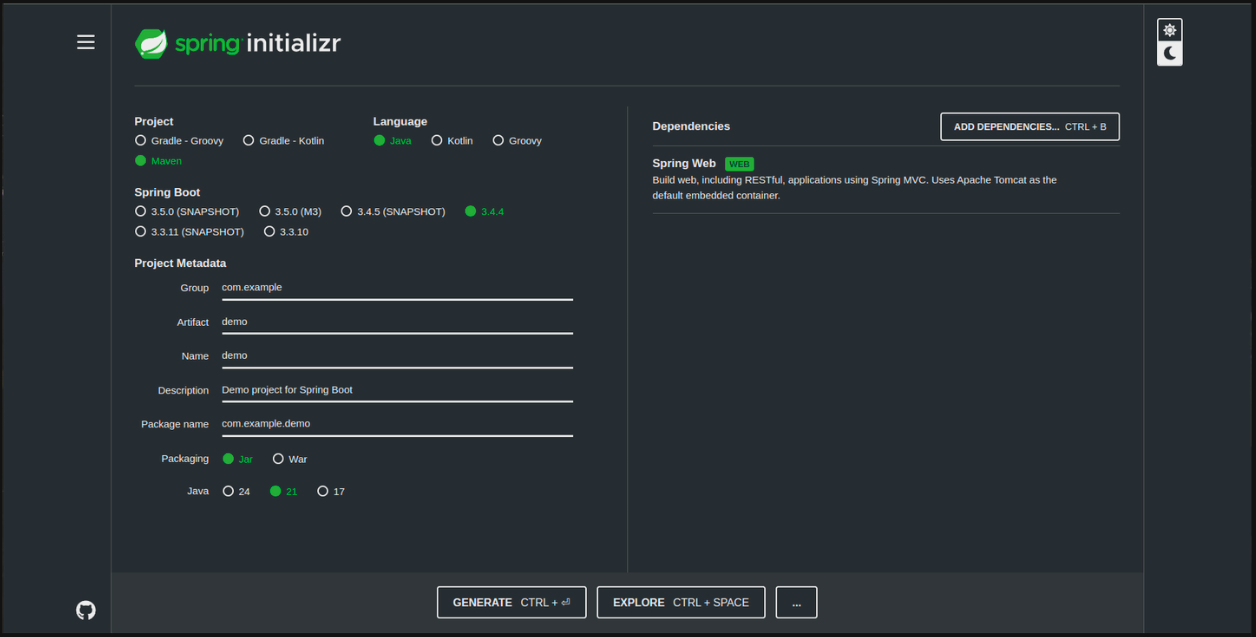 spring initializr
Project
Gradle - Groovy Gradle - Kotlin
Maven
Language
Java Kotlin Groovy
Spring Boot
3.5.0 (SNAPSHOT) 3.5.0 (M3) 3.4.5 (SNAPSHOT) 3.4.4
3.3.11 (SNAPSHOT) 3.3.10
Project Metadata
Group com.example
Artifact demo
Name demo
Description Demo project for Spring Boot
Package name com.example.demo
Packaging Jar War
Java 24 21 17
Dependencies ADD DEPENDENCIES... CTRL + B
Spring Web WEB
Build web, including RESTful, applications using Spring MVC. Uses Apache Tomcat as the
default embedded container.
GENERATE CTRL + ⏎ EXPLORE CTRL + SPACE ...